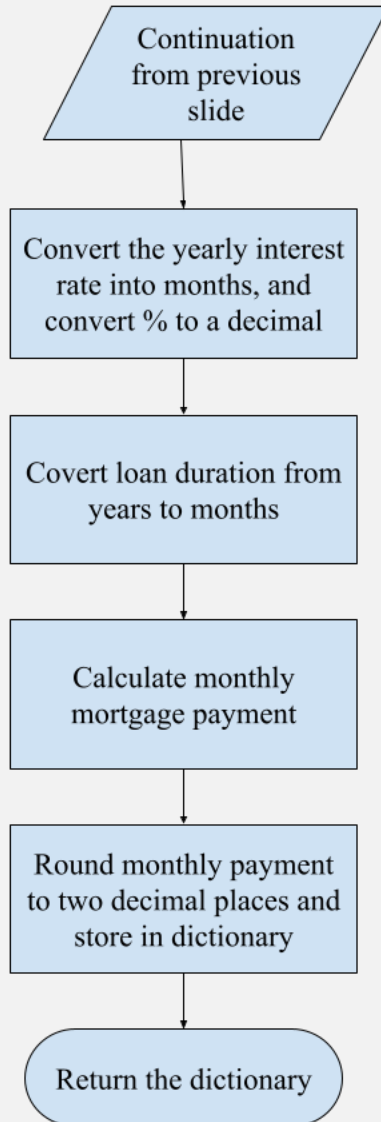 Continuation
from previous
slide
Convert the yearly interest
rate into months, and
convert % to a decimal
Covert loan duration from
years to months
Calculate monthly
mortgage payment
Round monthly payment
to two decimal places and
store in dictionary
Return the dictionary